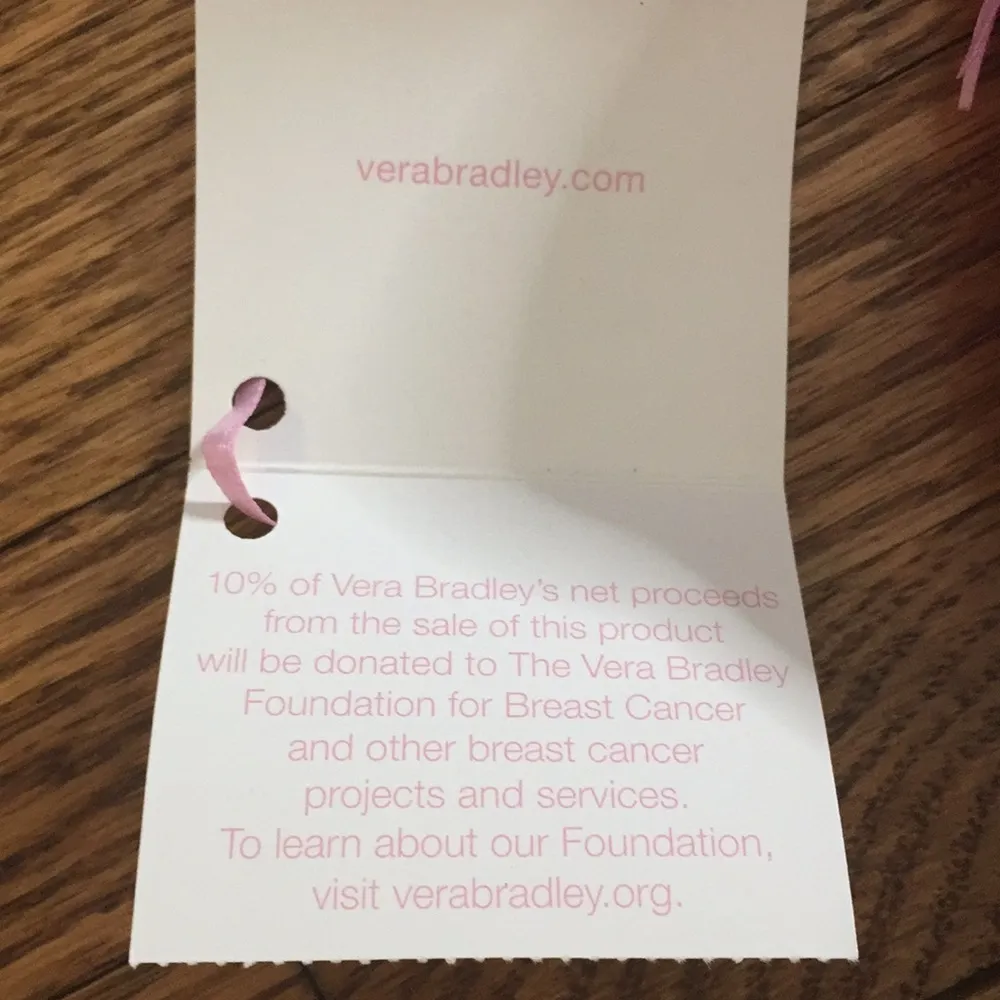 verabradley.com
10% of Vera Bradley’s net proceeds
from the sale of this product
will be donated to The Vera Bradley
Foundation for Breast Cancer
and other breast cancer
projects and services.
To learn about our Foundation,
visit verabradley.org.